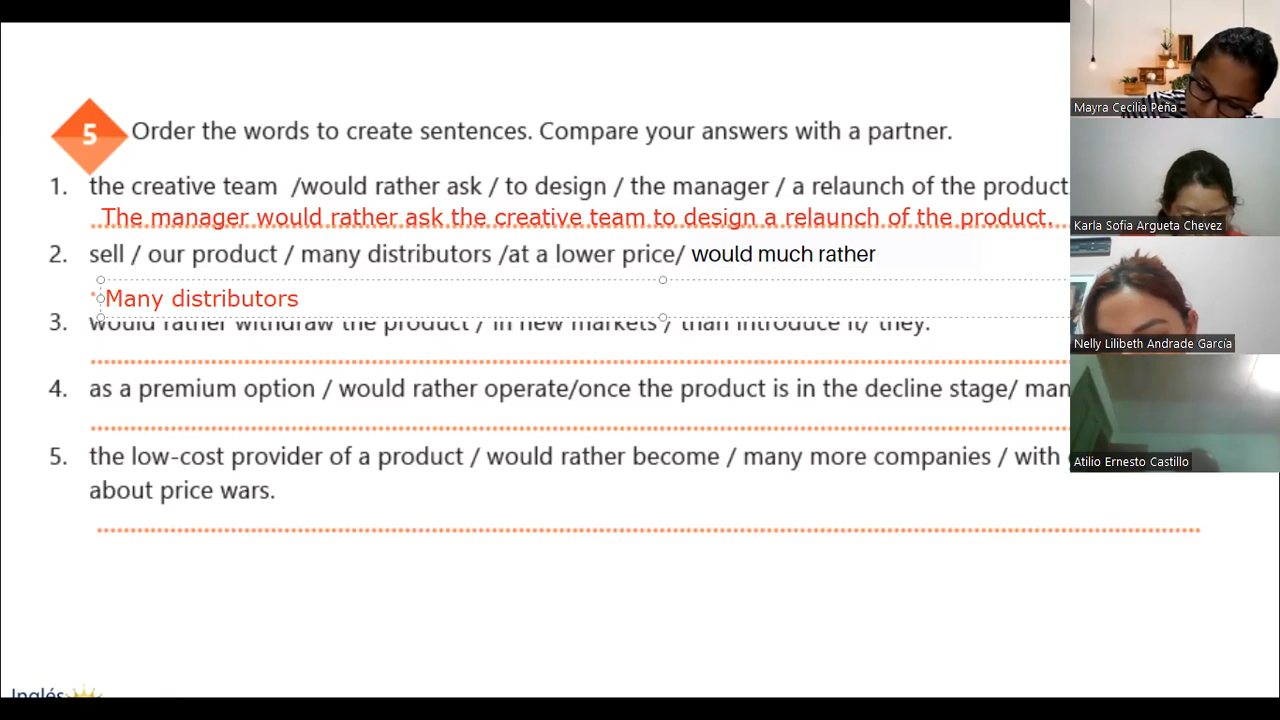 5 Order the words to create sentences. Compare your answers with a partner.
1. the creative team /would rather ask / to design / the manager / a relaunch of the product
The manager would rather ask the creative team to design a relaunch of the product.
2. sell / our product / many distributors /at a lower price/ would much rather
Many distributors
3. would rather withdraw the product / in new markets / than introduce it/ they.
4. as a premium option / would rather operate/once the product is in the decline stage/
5. the low-cost provider of a product / would rather become / many more companies / with
about price wars.
Inglés
Mayra Cecilia Peña
Karla Sofia Argueta Chevez
Nelly Lilibeth Andrade García
Atilio Ernesto Castillo